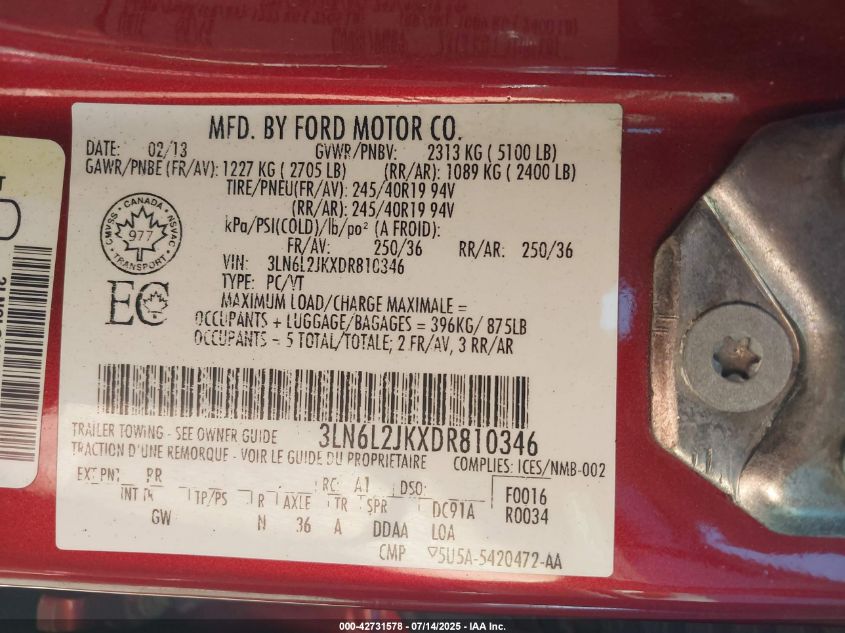 MFD. BY FORD MOTOR CO.
DATE: 02/13 GVWR/PNBV: 2313 KG ( 5100 LB)
GAWR/PNBE (FR/AV): 1227 KG ( 2705 LB) (RR/AR): 1089 KG ( 2400 LB)
TIRE/PNEU(FR/AV): 245/40R19 94V
(RR/AR): 245/40R19 94V
kPa/PSI(COLD)/lb/po² (A FROID):
FR/AV: 250/36 RR/AR: 250/36
VIN: 3LN6L2JKXDR810346
TYPE: PC/VT
MAXIMUM LOAD/CHARGE MAXIMALE =
OCCUPANTS + LUGGAGE/BAGAGES = 396KG/ 875LB
OCCUPANTS - 5 TOTAL/TOTALE; 2 FR/AV, 3 RR/AR
CANADA
CMVSS 977 NSVAC
TRANSPORT
EC
3LN6L2JKXDR810346
TRAILER TOWING - SEE OWNER GUIDE
TRACTION D'UNE REMORQUE - VOIR LE GUIDE DU PROPRIETAIRE
COMPLIES: ICES/NMB-002
EXT PNT RR RC: A1 DSO: F0016
INT TP/PS R AXLE TR SPR DC91A R0034
GW N 36 A DDAA LOA
CMP 5U5A-5420472-AA
000-42731578 - 07/14/2025 - IAA Inc.